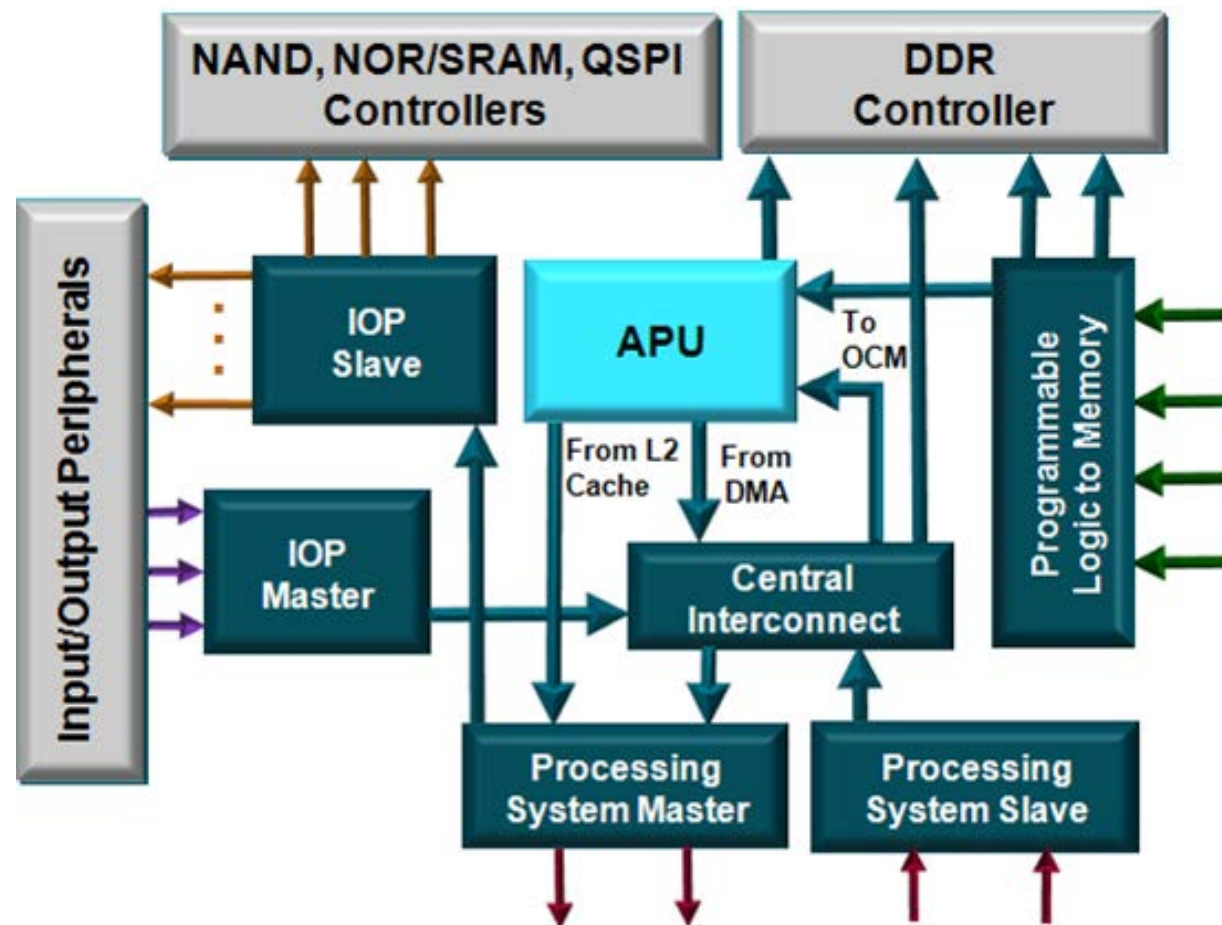 NAND, NOR/SRAM, QSPI
Controllers
DDR
Controller
Input/Output Perlpherals
IOP
Slave
APU
To
OCM
Programmable
Logic to Memory
From L2
Cache
From
DMA
IOP
Master
Central
Interconnect
Processing
System Master
Processing
System Slave